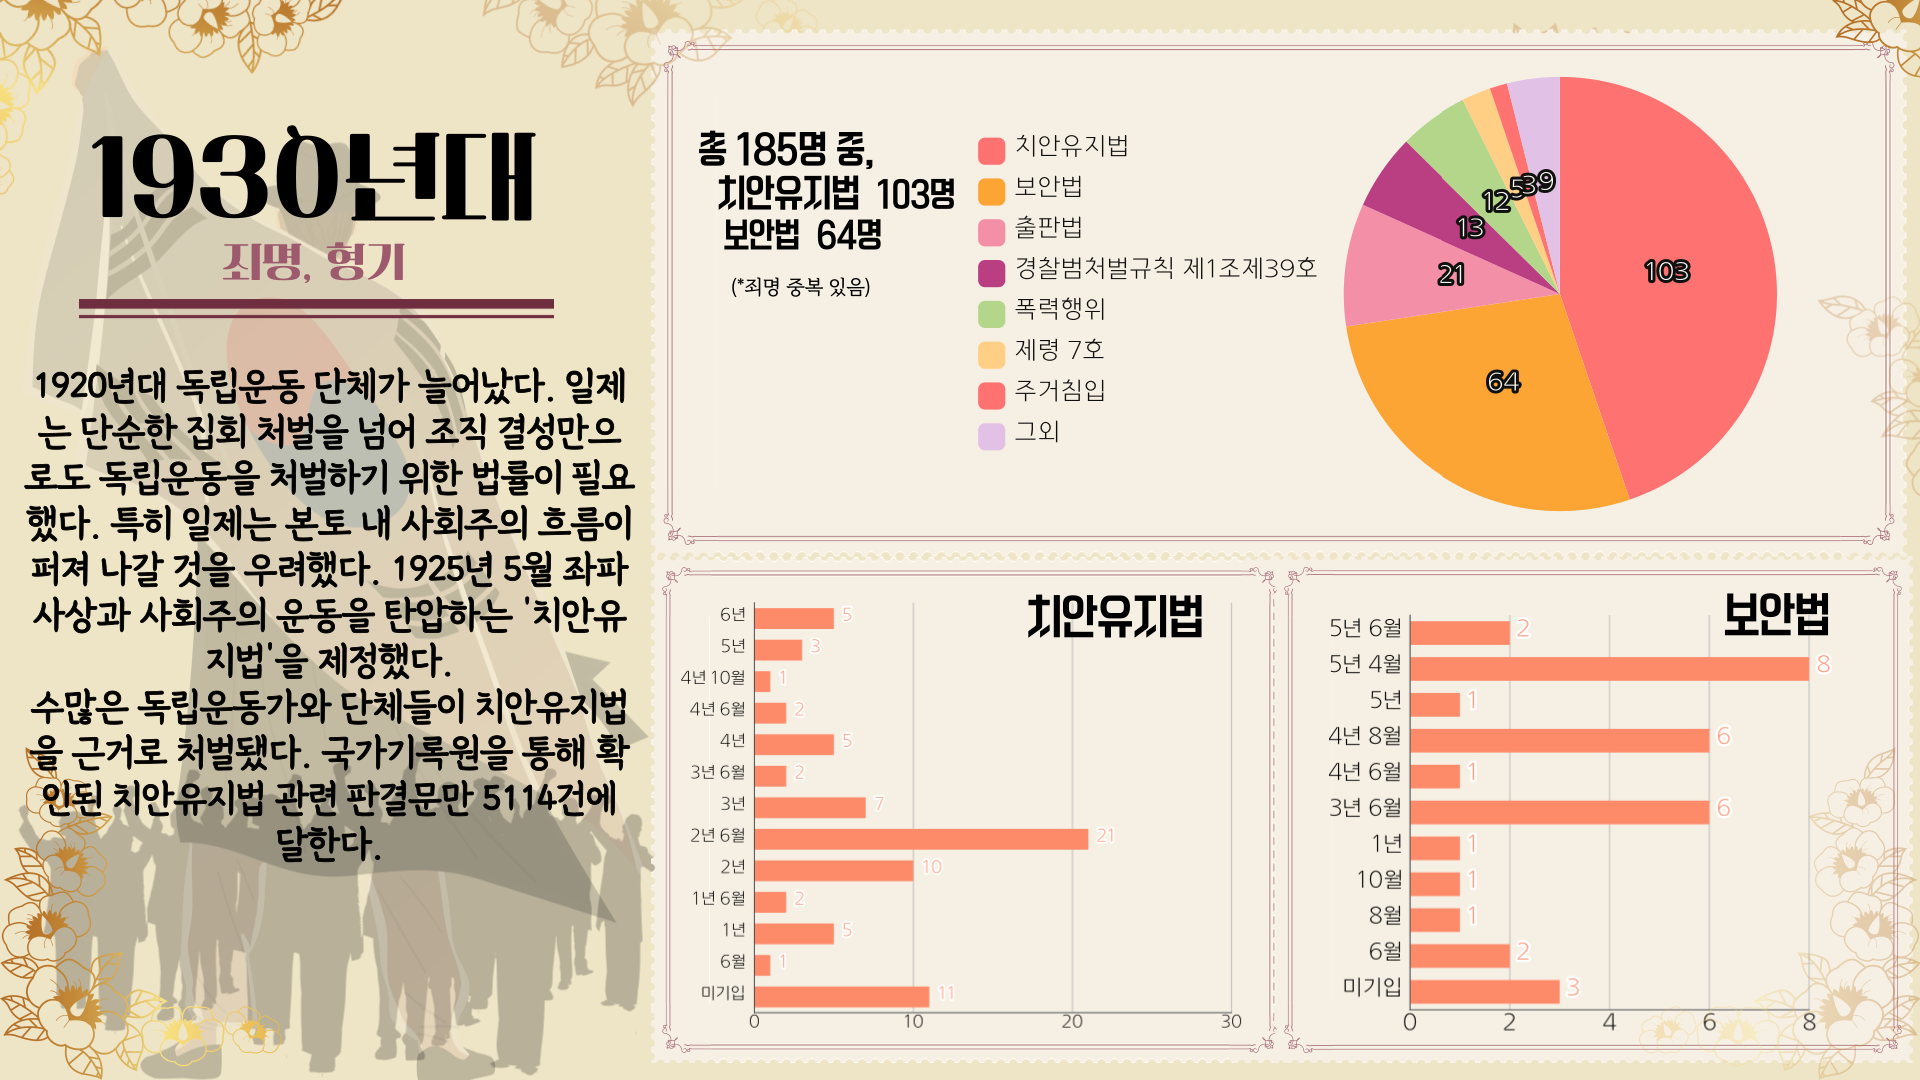 1930년대
죄명, 형기
1920년대 독립운동 단체가 늘어났다. 일제
는 단순한 집회 처벌을 넘어 조직 결성만으
로도 독립운동을 처벌하기 위한 법률이 필요
했다. 특히 일제는 본토 내 사회주의 흐름이
퍼져 나갈 것을 우려했다. 1925년 5월 좌파
사상과 사회주의 운동을 탄압하는 '치안유
지법'을 제정했다.
수많은 독립운동가와 단체들이 치안유지법
을 근거로 처벌됐다. 국가기록원을 통해 확
인된 치안유지법 관련 판결문만 5114건에
달한다.
총 185명 중,
치안유지법 103명
보안법 64명
(*죄명 중복 있음)
치안유지법
보안법
출판법
경찰범처벌규칙 제1조제39호
폭력행위
제령 7호
주거침입
그외
103
64
21
13
12
5
3
9
치안유지법
6년 5
5년 3
4년 10월 1
4년 6월 2
4년 5
3년 6월 2
3년 7
2년 6월 21
2년 10
1년 6월 2
1년 5
6월 1
미기입 11
0 10 20 30
보안법
5년 6월 2
5년 4월 8
5년 1
4년 8월 6
4년 6월 1
3년 6월 6
1년 1
10월 1
8월 1
6월 2
미기입 3
0 2 4 6 8